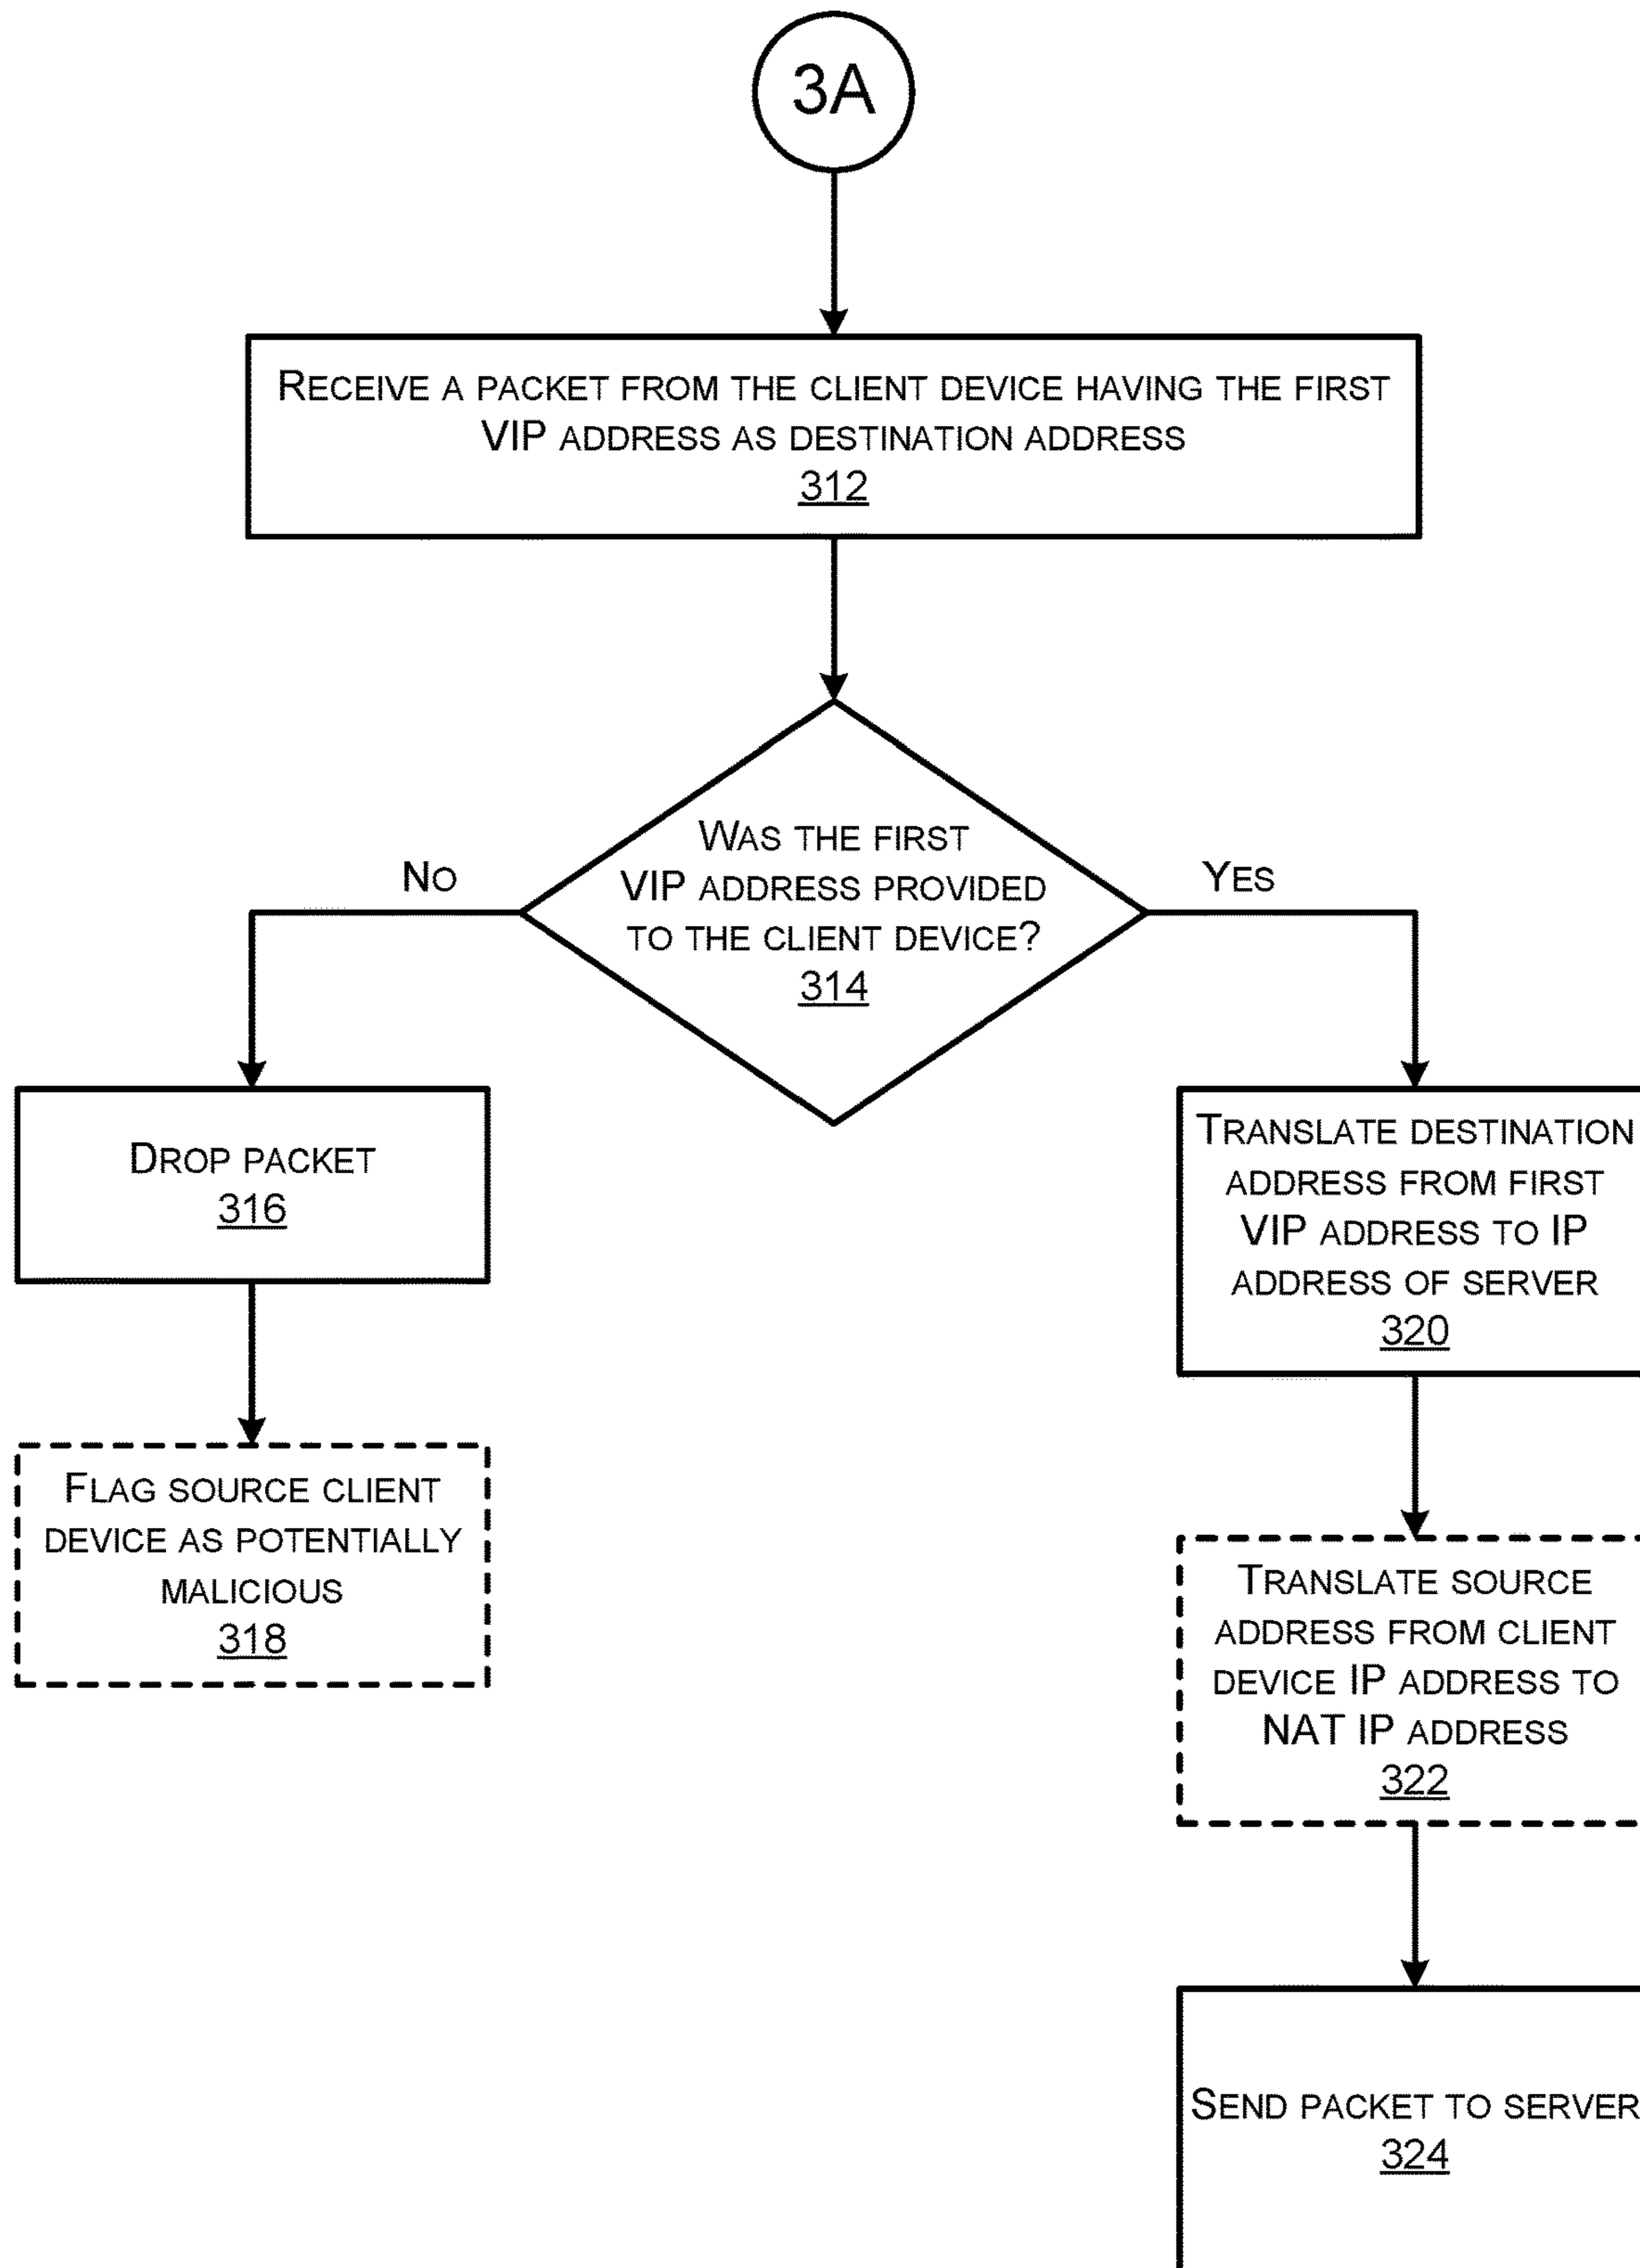 3A
RECEIVE A PACKET FROM THE CLIENT DEVICE HAVING THE FIRST
VIP ADDRESS AS DESTINATION ADDRESS
312
WAS THE FIRST
VIP ADDRESS PROVIDED
TO THE CLIENT DEVICE?
314
NO
YES
DROP PACKET
316
FLAG SOURCE CLIENT
DEVICE AS POTENTIALLY
MALICIOUS
318
TRANSLATE DESTINATION
ADDRESS FROM FIRST
VIP ADDRESS TO IP
ADDRESS OF SERVER
320
TRANSLATE SOURCE
ADDRESS FROM CLIENT
DEVICE IP ADDRESS TO
NAT IP ADDRESS
322
SEND PACKET TO SERVER
324